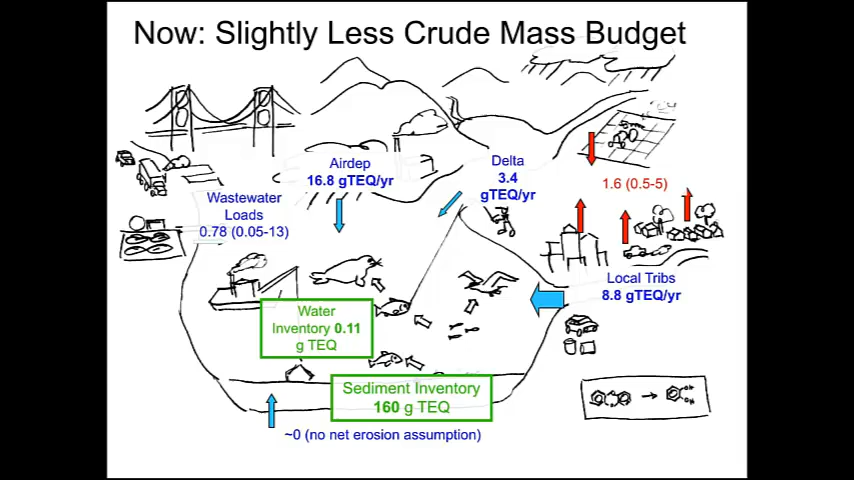 Now: Slightly Less Crude Mass Budget
Airdep
16.8 gTEQ/yr
Delta
3.4
gTEQ/yr
1.6 (0.5-5)
Wastewater
Loads
0.78 (0.05-13)
Local Tribs
8.8 gTEQ/yr
Water
Inventory 0.11
g TEQ
Sediment Inventory
160 g TEQ
~0 (no net erosion assumption)